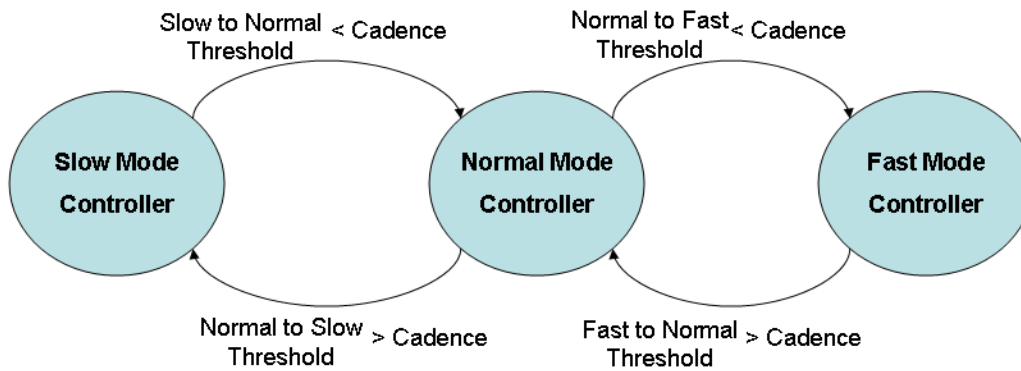 Slow to Normal < Cadence
Threshold
Normal to Fast < Cadence
Threshold
Slow Mode
Controller
Normal Mode
Controller
Fast Mode
Controller
Normal to Slow > Cadence
Threshold
Fast to Normal > Cadence
Threshold